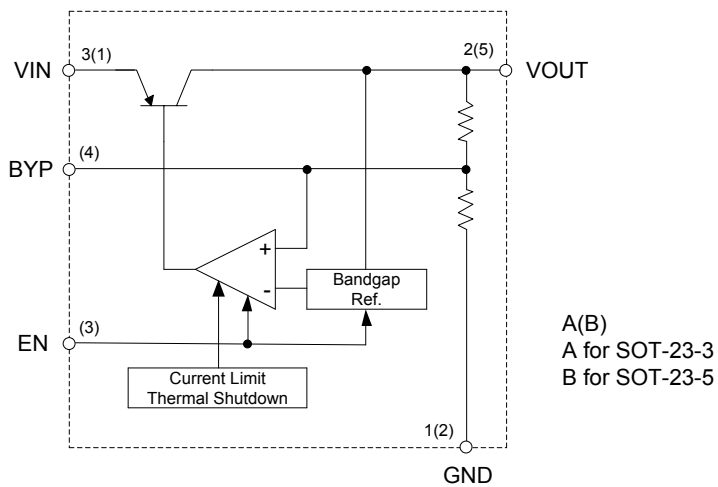 3(1)
2(5)
VIN
VOUT
(4)
BYP
+
-
Bandgap
Ref.
(3)
EN
A(B)
A for SOT-23-3
B for SOT-23-5
Current Limit
Thermal Shutdown
1(2)
GND